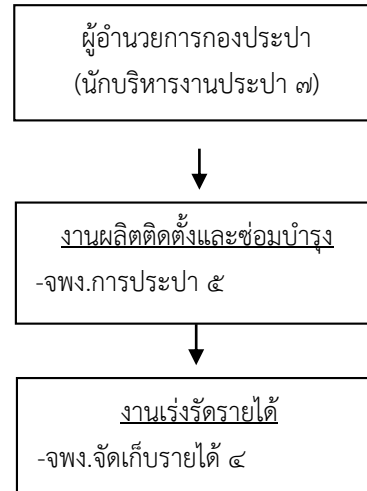 ผู้อำนวยการกองประปา
(นักบริหารงานประปา ๗)
งานผลิตติดตั้งและซ่อมบำรุง
-จพง.การประปา ๕
งานเร่งรัดรายได้
-จพง.จัดเก็บรายได้ ๔